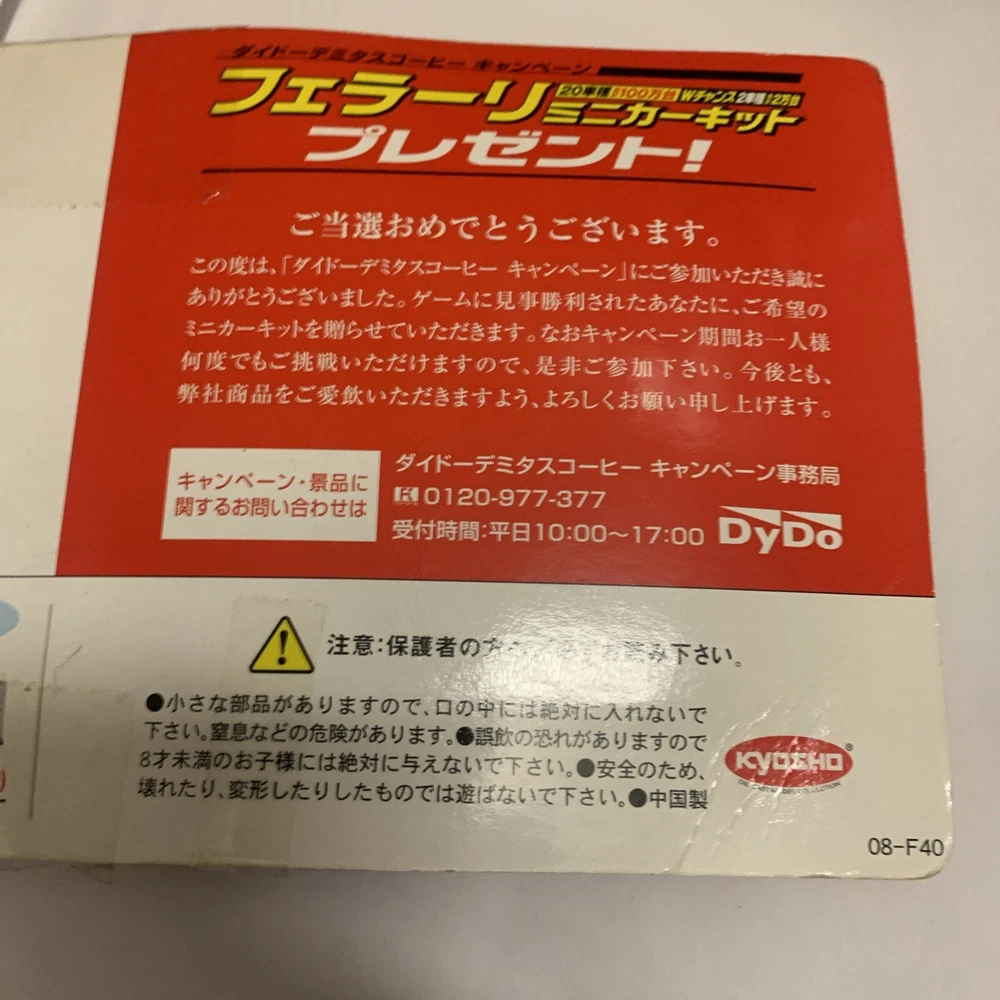 ダイドーデミタスコーヒー キャンペーン
フェラーリ 20車種 100万台 Wチャンス2車種 2万台
ミニカーキット
プレゼント!
ご当選おめでとうございます。
この度は、「ダイドーデミタスコーヒー キャンペーン」にご参加いただき誠に
ありがとうございました。ゲームに見事勝利されたあなたに、ご希望の
ミニカーキットを贈らせていただきます。なおキャンペーン期間お一人様
何度でもご挑戦いただけますので、是非ご参加下さい。今後とも、
弊社商品をご愛飲いただきますよう、よろしくお願い申し上げます。
キャンペーン・景品に
関するお問い合わせは
ダイドーデミタスコーヒー キャンペーン事務局
0120-977-377
受付時間:平日10:00〜17:00 DyDo
注意:保護者の方 お読み下さい。
●小さな部品がありますので、口の中には絶対に入れないで
下さい。窒息などの危険があります。●誤飲の恐れがありますので
8才未満のお子様には絶対に与えないで下さい。●安全のため、
壊れたり、変形したりしたものでは遊ばないで下さい。●中国製
KYOSHO
DIE-CAST MODEL COLLECTION
08-F40